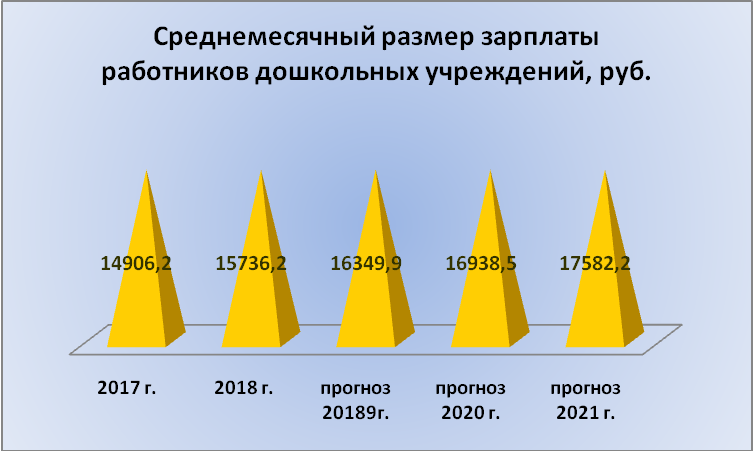 Среднемесячный размер зарплаты
работников дошкольных учреждений, руб.
14906,2 15736,2 16349,9 16938,5 17582,2
2017 г. 2018 г. прогноз прогноз прогноз
20189г. 2020 г. 2021 г.